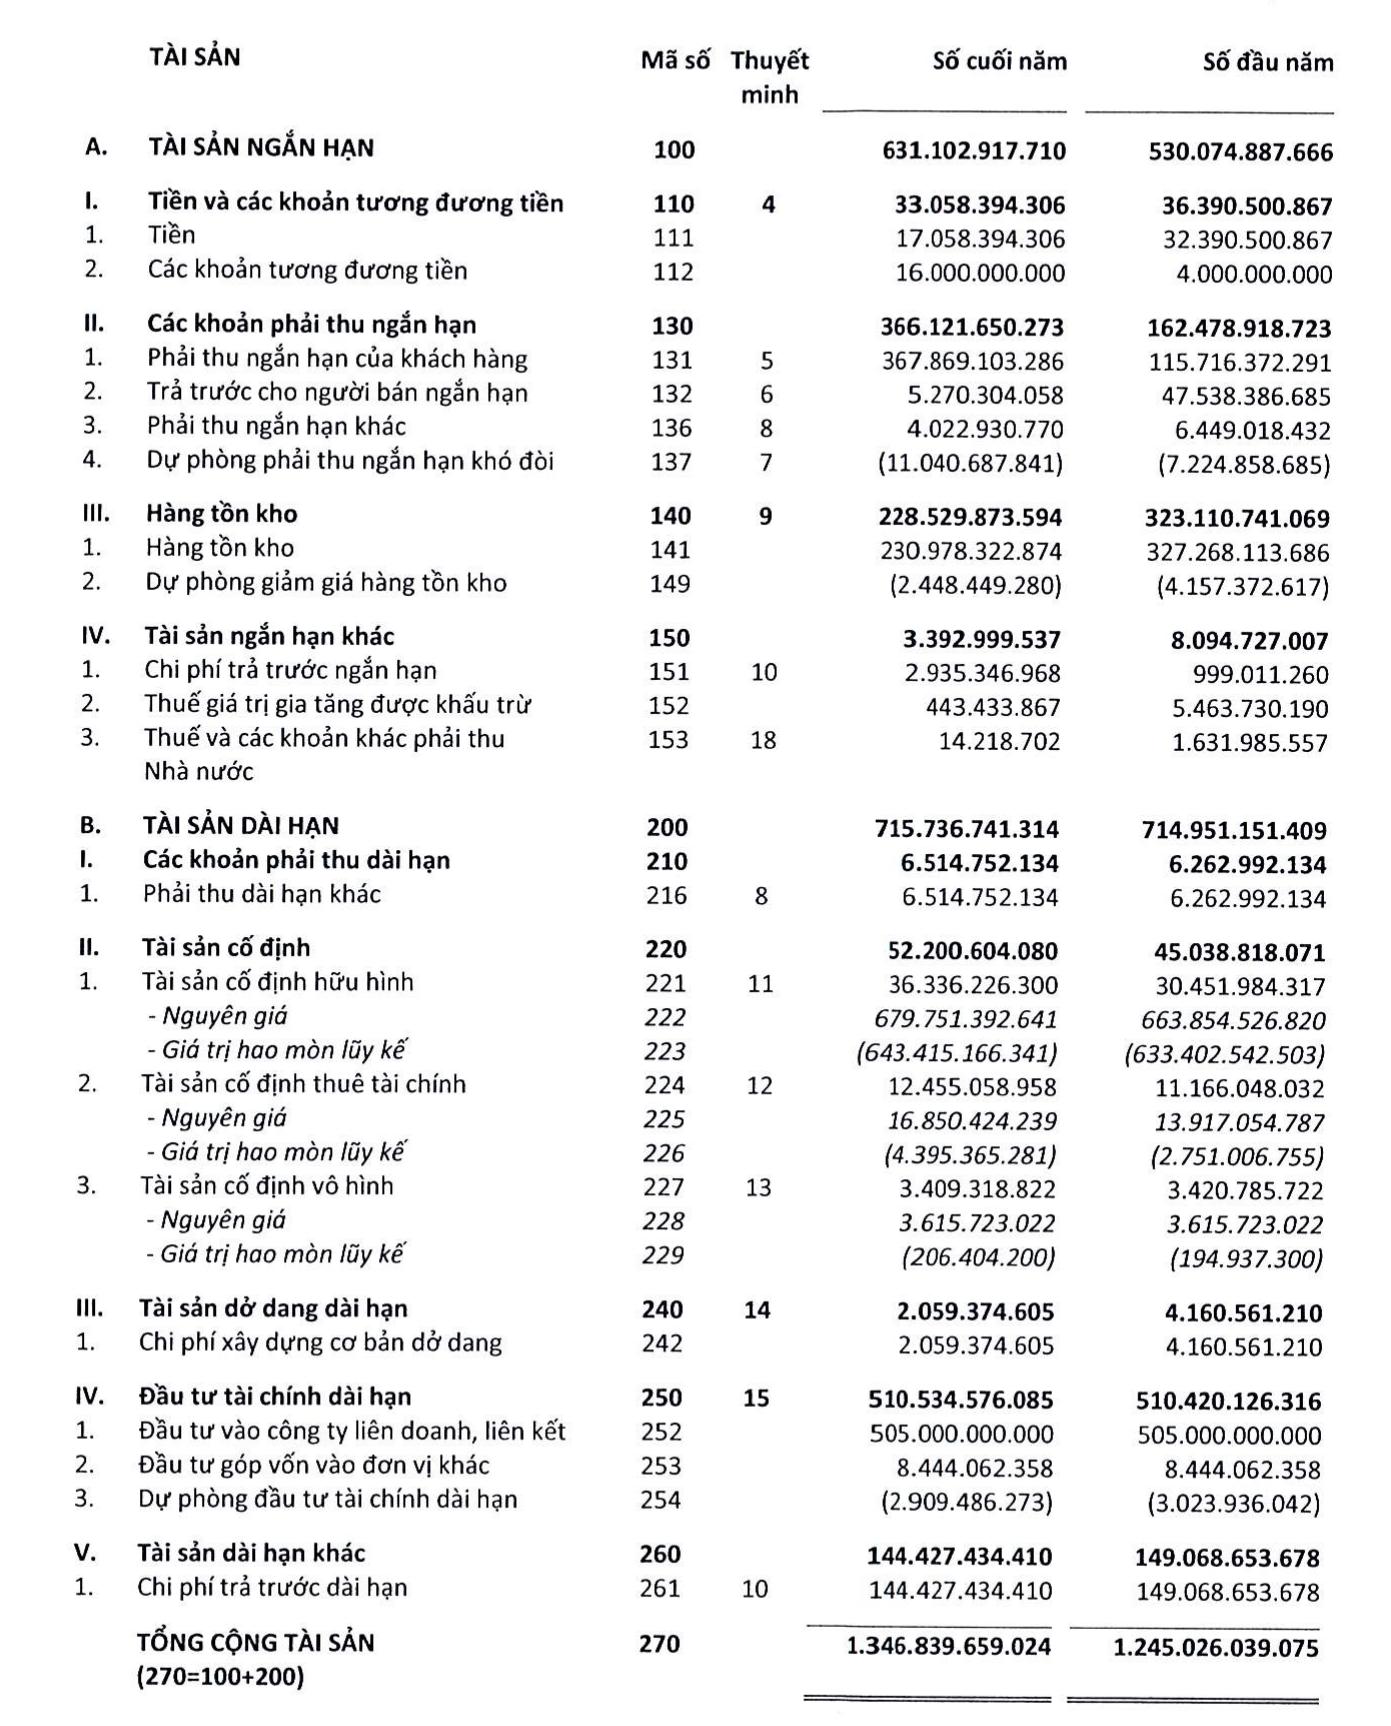 TÀI SẢN Mã số Thuyết minh Số cuối năm Số đầu năm
A. TÀI SẢN NGẮN HẠN 100 631.102.917.710 530.074.887.666
I. Tiền và các khoản tương đương tiền 110 4 33.058.394.306 36.390.500.867
1. Tiền 111 17.058.394.306 32.390.500.867
2. Các khoản tương đương tiền 112 16.000.000.000 4.000.000.000
II. Các khoản phải thu ngắn hạn 130 366.121.650.273 162.478.918.723
1. Phải thu ngắn hạn của khách hàng 131 5 367.869.103.286 115.716.372.291
2. Trả trước cho người bán ngắn hạn 132 6 5.270.304.058 47.538.386.685
3. Phải thu ngắn hạn khác 136 8 4.022.930.770 6.449.018.432
4. Dự phòng phải thu ngắn hạn khó đòi 137 7 (11.040.687.841) (7.224.858.685)
III. Hàng tồn kho 140 9 228.529.873.594 323.110.741.069
1. Hàng tồn kho 141 230.978.322.874 327.268.113.686
2. Dự phòng giảm giá hàng tồn kho 149 (2.448.449.280) (4.157.372.617)
IV. Tài sản ngắn hạn khác 150 3.392.999.537 8.094.727.007
1. Chi phí trả trước ngắn hạn 151 10 2.935.346.968 999.011.260
2. Thuế giá trị gia tăng được khấu trừ 152 443.433.867 5.463.730.190
3. Thuế và các khoản khác phải thu 153 18 14.218.702 1.631.985.557
Nhà nước
B. TÀI SẢN DÀI HẠN 200 715.736.741.314 714.951.151.409
I. Các khoản phải thu dài hạn 210 6.514.752.134 6.262.992.134
1. Phải thu dài hạn khác 216 8 6.514.752.134 6.262.992.134
II. Tài sản cố định 220 52.200.604.080 45.038.818.071
1. Tài sản cố định hữu hình 221 11 36.336.226.300 30.451.984.317
- Nguyên giá 222 679.751.392.641 663.854.526.820
- Giá trị hao mòn lũy kế 223 (643.415.166.341) (633.402.542.503)
2. Tài sản cố định thuê tài chính 224 12 12.455.058.958 11.166.048.032
- Nguyên giá 225 16.850.424.239 13.917.054.787
- Giá trị hao mòn lũy kế 226 (4.395.365.281) (2.751.006.755)
3. Tài sản cố định vô hình 227 13 3.409.318.822 3.420.785.722
- Nguyên giá 228 3.615.723.022 3.615.723.022
- Giá trị hao mòn lũy kế 229 (206.404.200) (194.937.300)
III. Tài sản dở dang dài hạn 240 14 2.059.374.605 4.160.561.210
1. Chi phí xây dựng cơ bản dở dang 242 2.059.374.605 4.160.561.210
IV. Đầu tư tài chính dài hạn 250 15 510.534.576.085 510.420.126.316
1. Đầu tư vào công ty liên doanh, liên kết 252 505.000.000.000 505.000.000.000
2. Đầu tư góp vốn vào đơn vị khác 253 8.444.062.358 8.444.062.358
3. Dự phòng đầu tư tài chính dài hạn 254 (2.909.486.273) (3.023.936.042)
V. Tài sản dài hạn khác 260 144.427.434.410 149.068.653.678
1. Chi phí trả trước dài hạn 261 10 144.427.434.410 149.068.653.678
TỔNG CỘNG TÀI SẢN 270 1.346.839.659.024 1.245.026.039.075
(270=100+200)